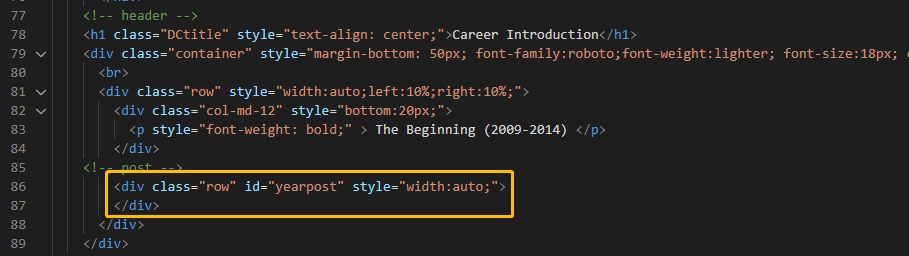 77 <!-- header -->
78 <h1 class="DCtitle" style="text-align: center;">Career Introduction</h1>
79 <div class="container" style="margin-bottom: 50px; font-family:roboto;font-weight:lighter; font-size:18px;
80 <br>
81 <div class="row" style="width:auto;left:10%;right:10%;">
82 <div class="col-md-12" style="bottom:20px;">
83 <p style="font-weight: bold;" > The Beginning (2009-2014) </p>
84 </div>
85 <!-- post -->
86 <div class="row" id="yearpost" style="width:auto;">
87 </div>
88 </div>
89 </div>